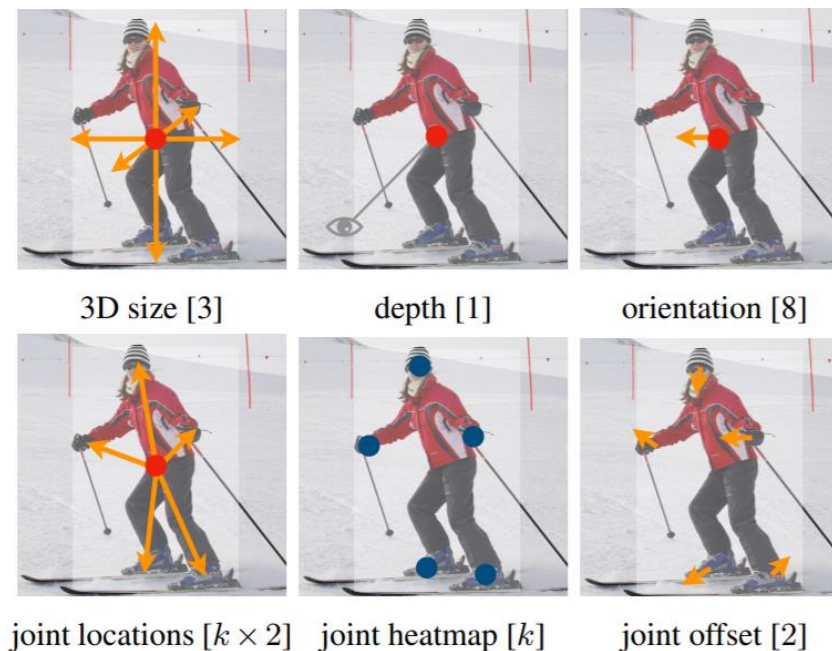 3D size [3] depth [1] orientation [8]
joint locations [k × 2] joint heatmap [k] joint offset [2]